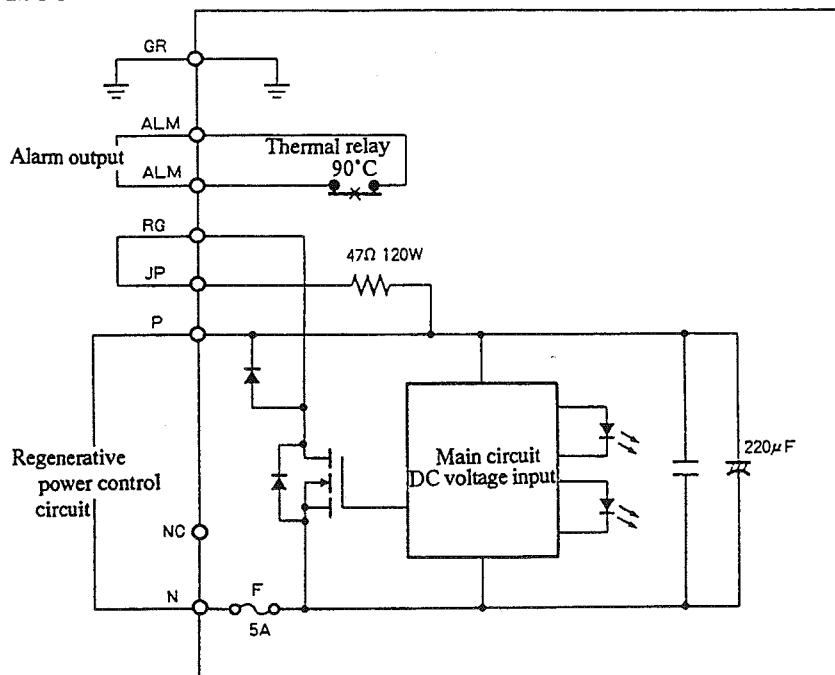 GR
ALM
Alarm output
ALM
Thermal relay
90°C
RG
JP
47Ω 120W
P
Regenerative
power control
circuit
Main circuit
DC voltage input
220μF
NC
N
F
5A